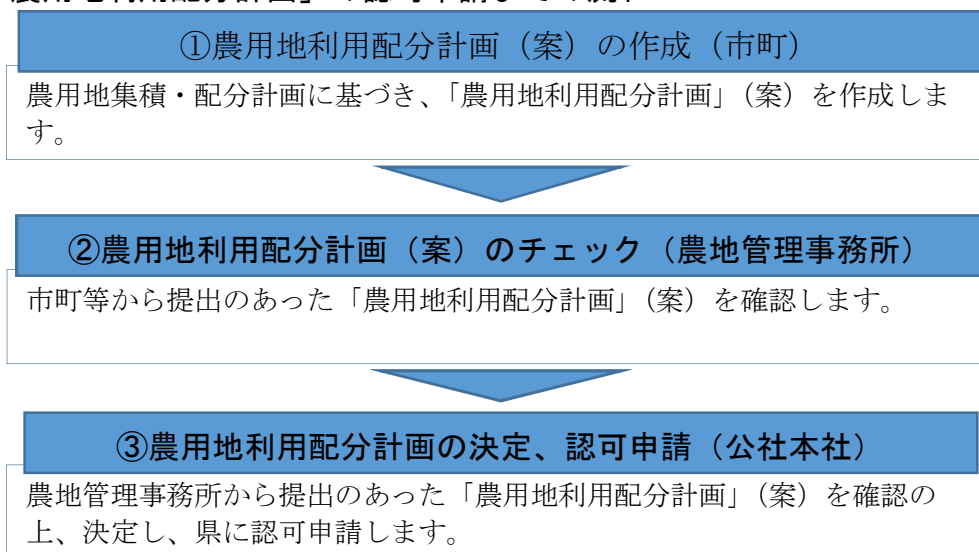 ①農用地利用配分計画（案）の作成（市町）
農用地集積・配分計画に基づき、「農用地利用配分計画」（案）を作成しま
す。
②農用地利用配分計画（案）のチェック（農地管理事務所）
市町等から提出のあった「農用地利用配分計画」（案）を確認します。
③農用地利用配分計画の決定、認可申請（公社本社）
農地管理事務所から提出のあった「農用地利用配分計画」（案）を確認の
上、決定し、県に認可申請します。